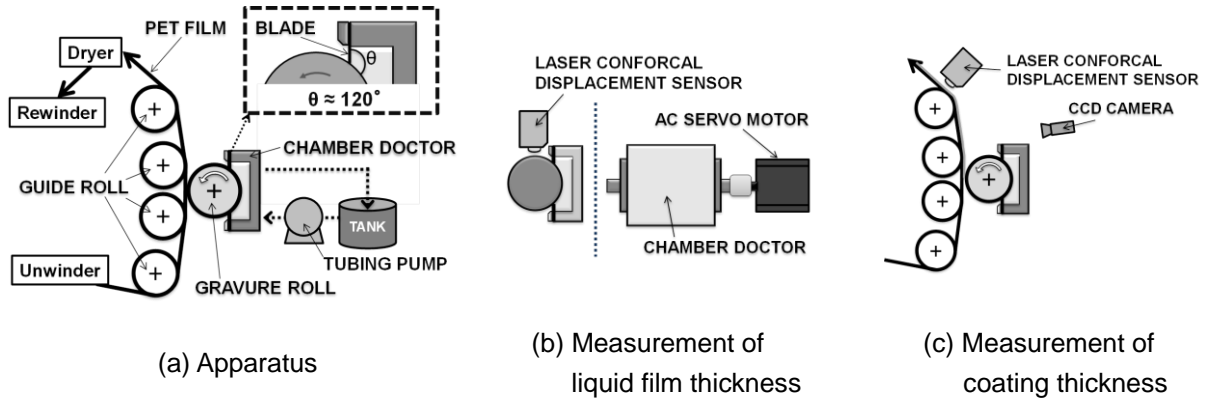 PET FILM
BLADE
θ
θ ≈ 120°
Dryer
Rewinder
CHAMBER DOCTOR
GUIDE ROLL
TANK
Unwinder
TUBING PUMP
GRAVURE ROLL
(a) Apparatus
LASER CONFORCAL
DISPLACEMENT SENSOR
AC SERVO MOTOR
CHAMBER DOCTOR
(b) Measurement of
liquid film thickness
LASER CONFORCAL
DISPLACEMENT SENSOR
CCD CAMERA
(c) Measurement of
coating thickness